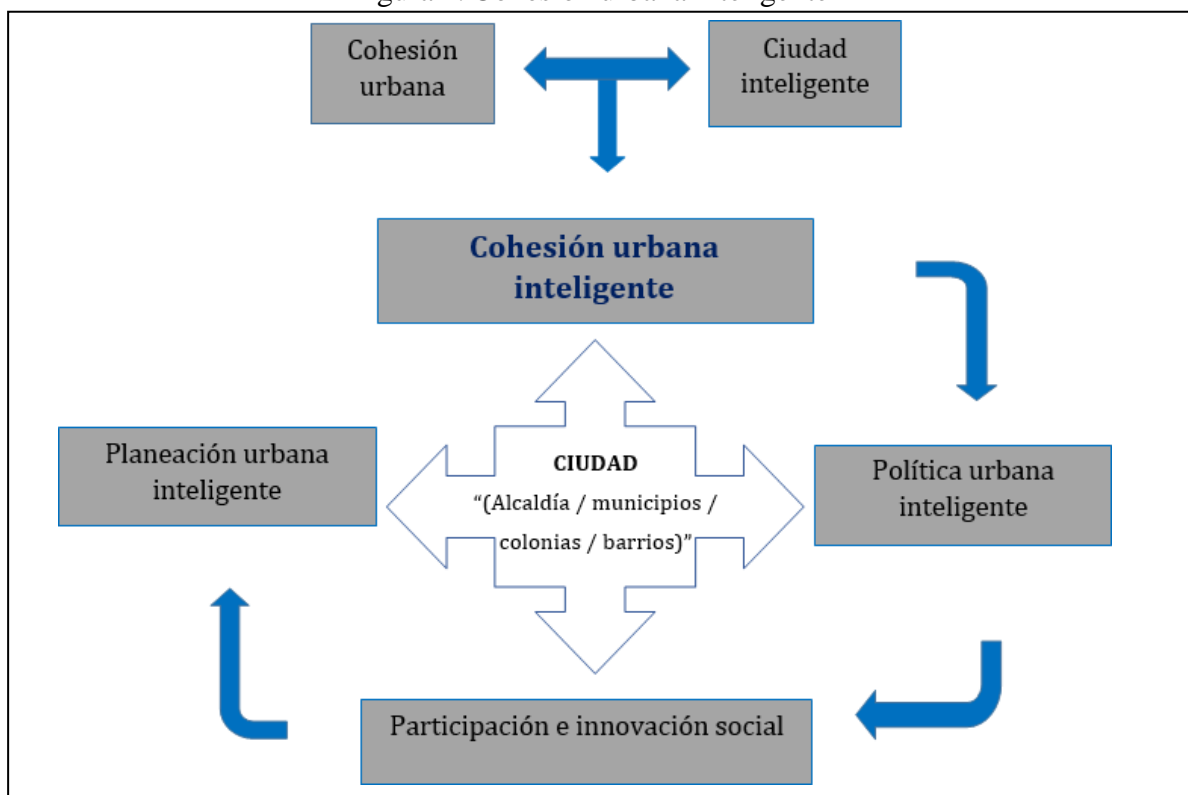 Cohesión
urbana
Ciudad
inteligente
Cohesión urbana
inteligente
Planeación urbana
inteligente
CIUDAD
“(Alcaldía / municipios /
colonias / barrios)”
Política urbana
inteligente
Participación e innovación social